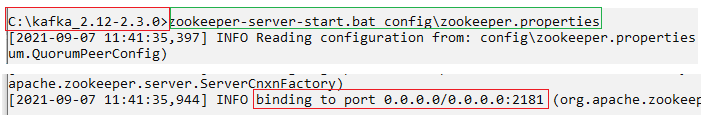 C:\kafka_2.12-2.3.0>zookeeper-server-start.bat config\zookeeper.properties
[2021-09-07 11:41:35,397] INFO Reading configuration from: config\zookeeper.properties
um.QuorumPeerConfig)
apache.zookeeper.server.ServerCnxnFactory)
[2021-09-07 11:41:35,944] INFO binding to port 0.0.0.0/0.0.0.0:2181 (org.apache.zookeep